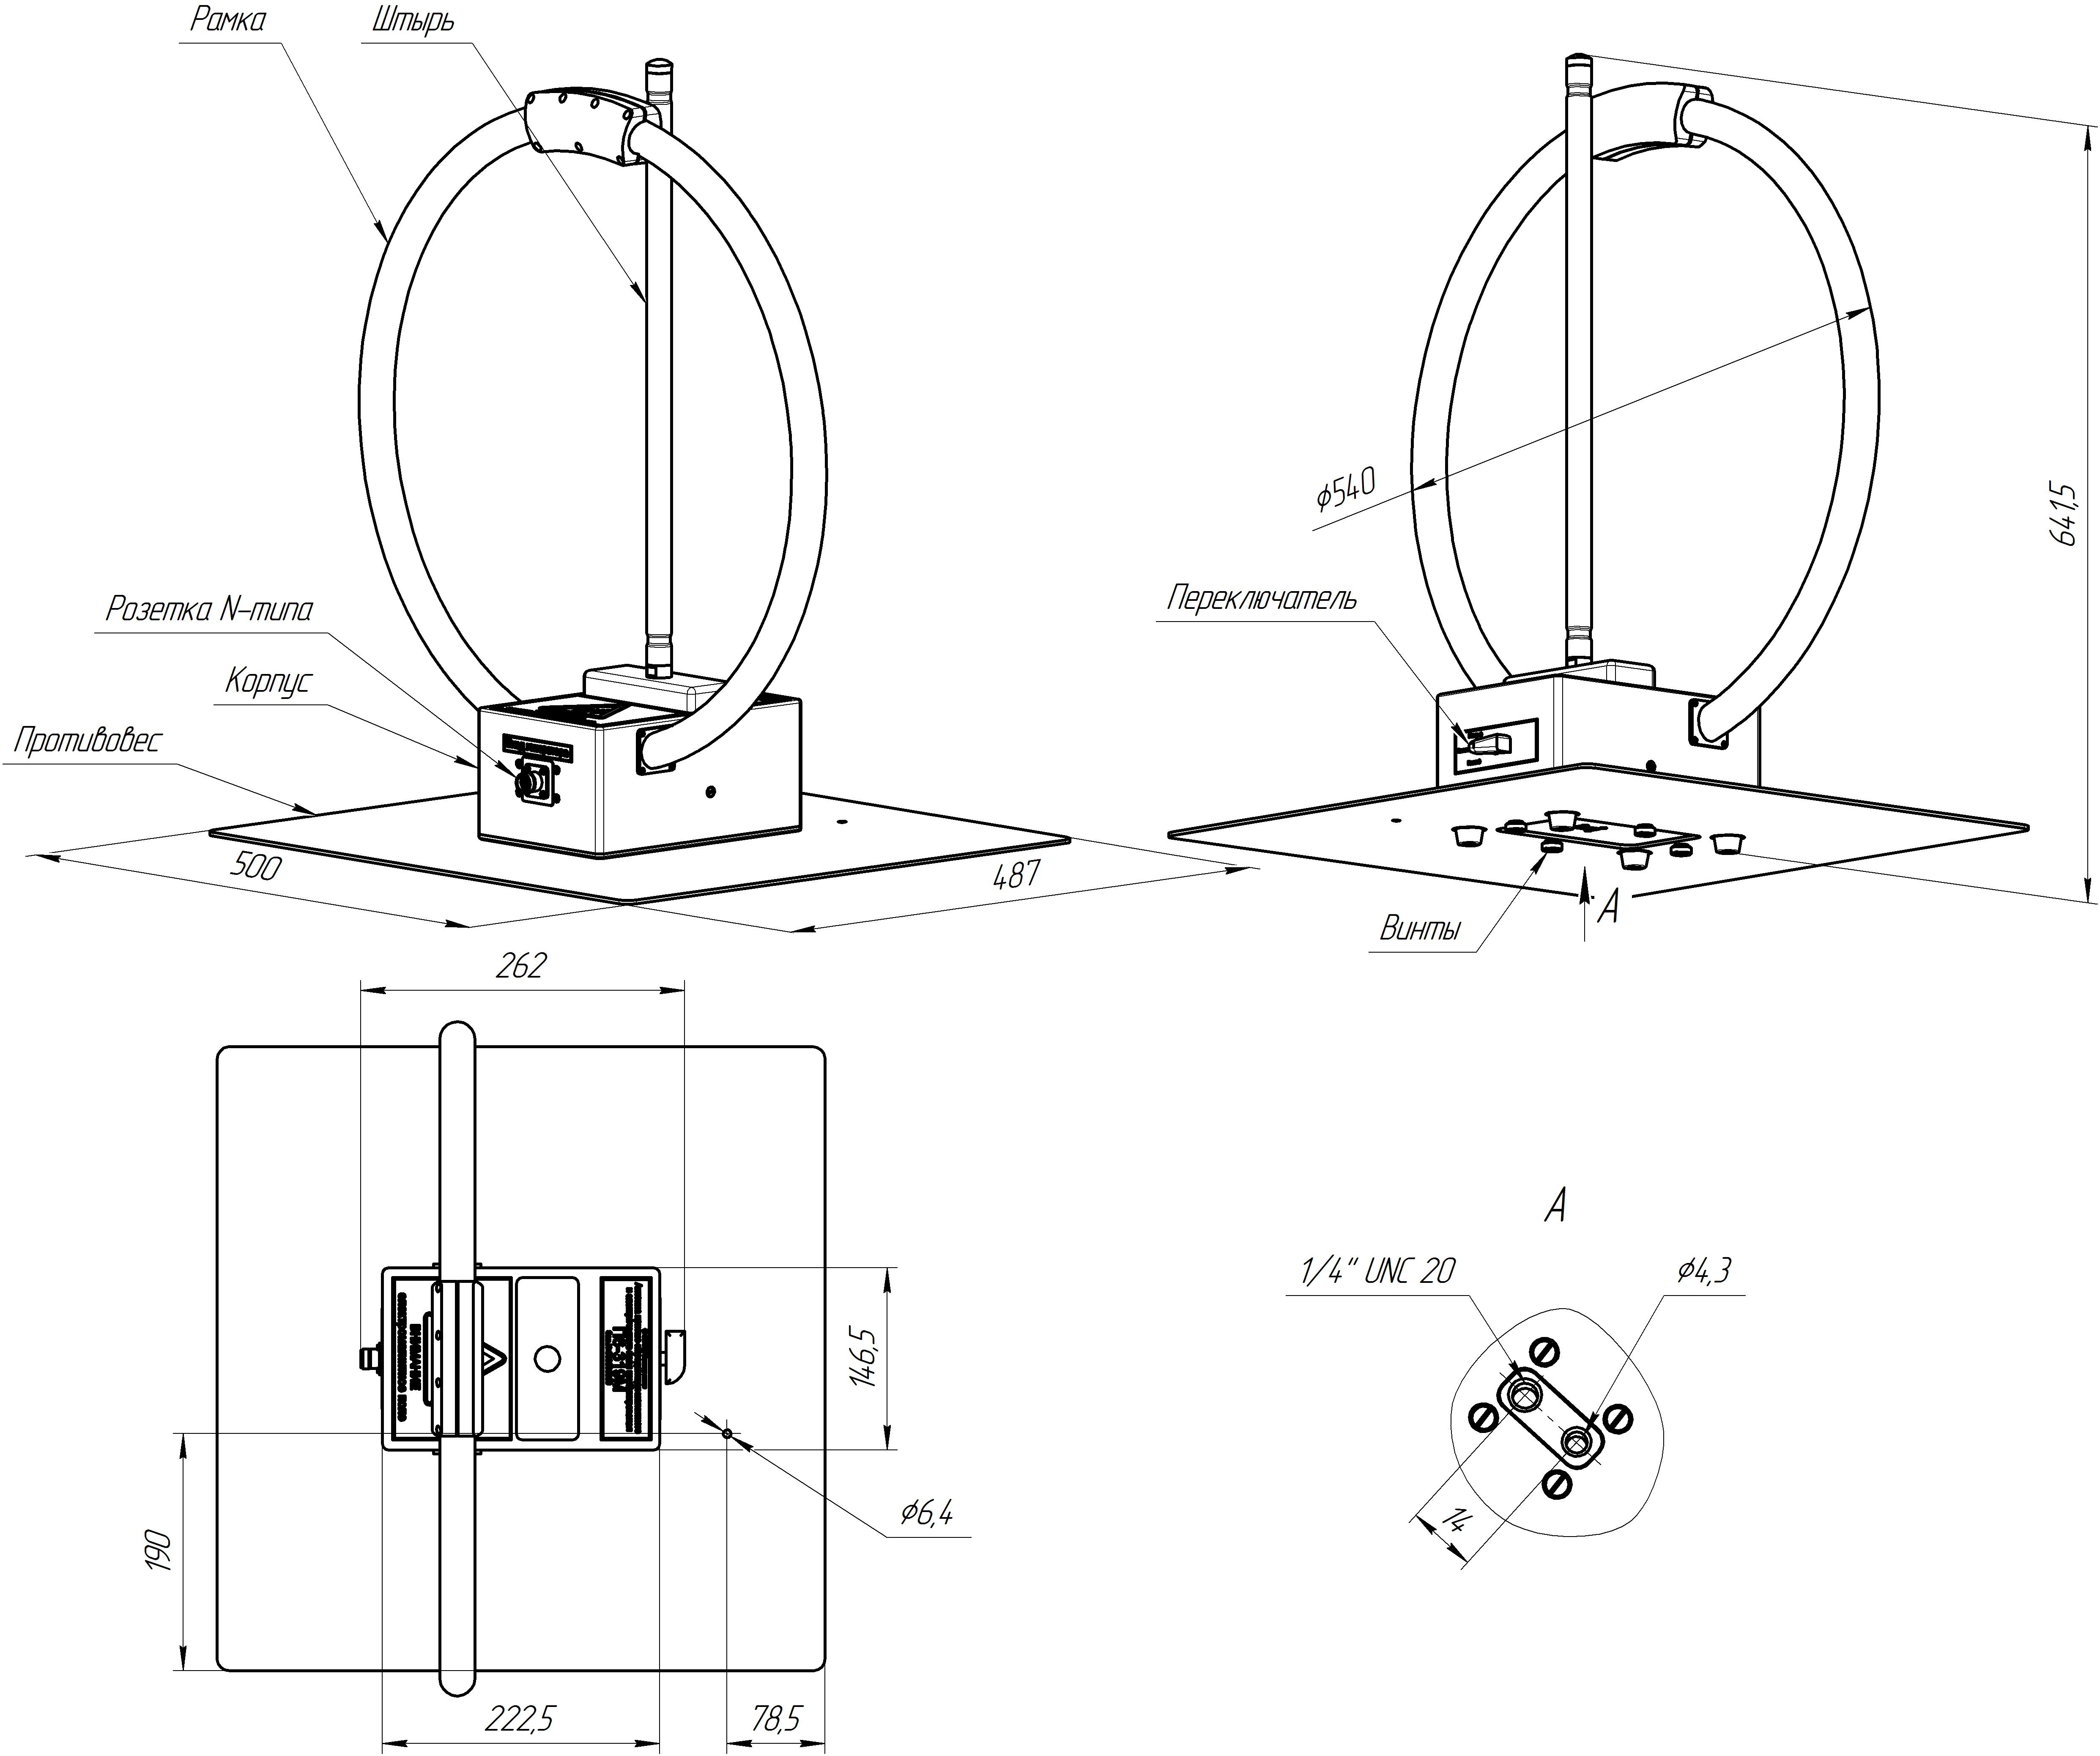 Рамка
Штырь
Розетка N-типа
Корпус
Противовес
500
487
ϕ540
641,5
Переключатель
Винты
А
262
146,5
190
ϕ6,4
222,5
78,5
ВНИМАНИЕ
А
1/4" UNC 20
ϕ4,3
14